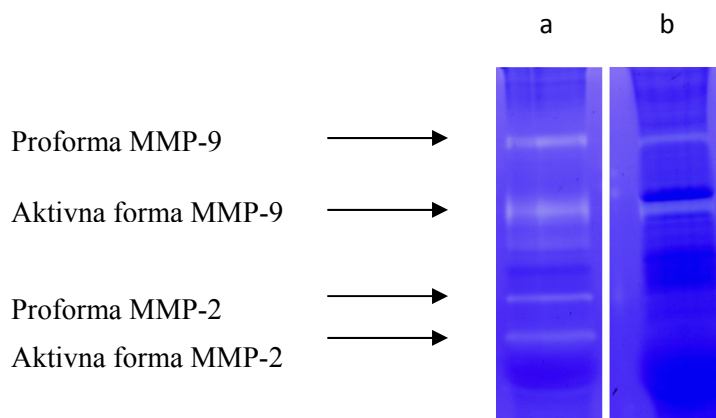 a b
Proforma MMP-9
Aktivna forma MMP-9
Proforma MMP-2
Aktivna forma MMP-2